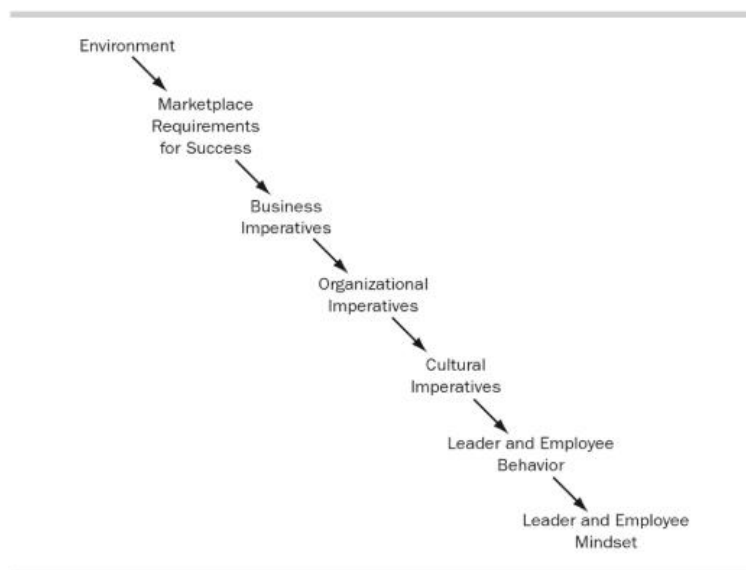 Environment
Marketplace
Requirements
for Success
Business
Imperatives
Organizational
Imperatives
Cultural
Imperatives
Leader and Employee
Behavior
Leader and Employee
Mindset